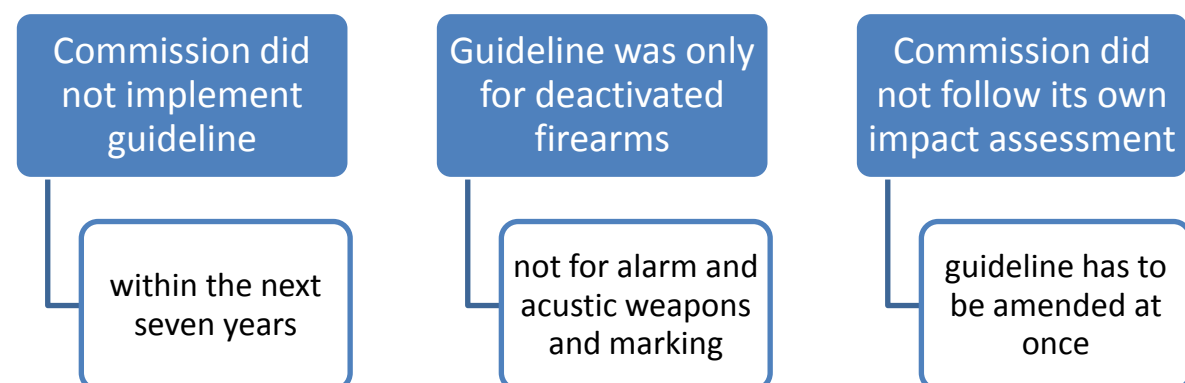 Commission did
not implement
guideline
within the next
seven years
Guideline was only
for deactivated
firearms
not for alarm and
acustic weapons
and marking
Commission did
not follow its own
impact assessment
guideline has to
be amended at
once